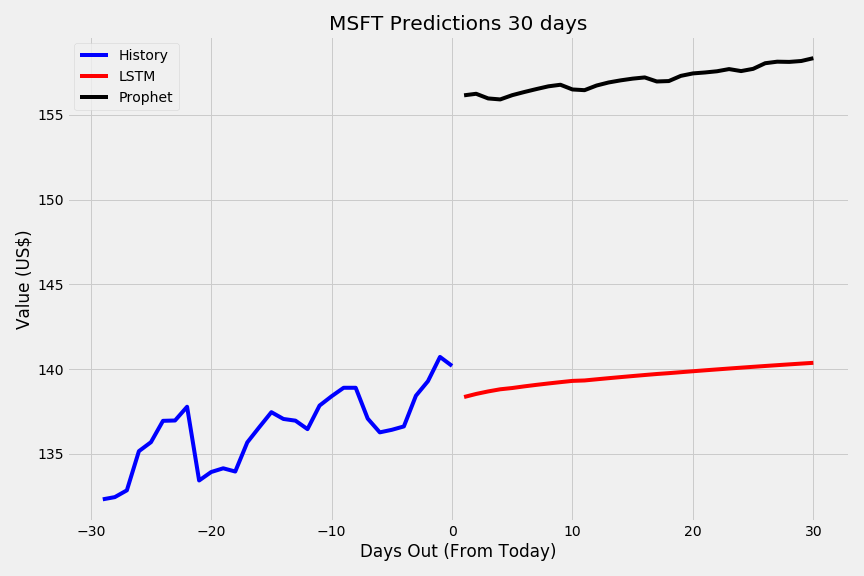 MSFT Predictions 30 days
History
LSTM
Prophet
155
150
145
140
135
Value (US$)
−30
−20
−10
0
10
20
30
Days Out (From Today)